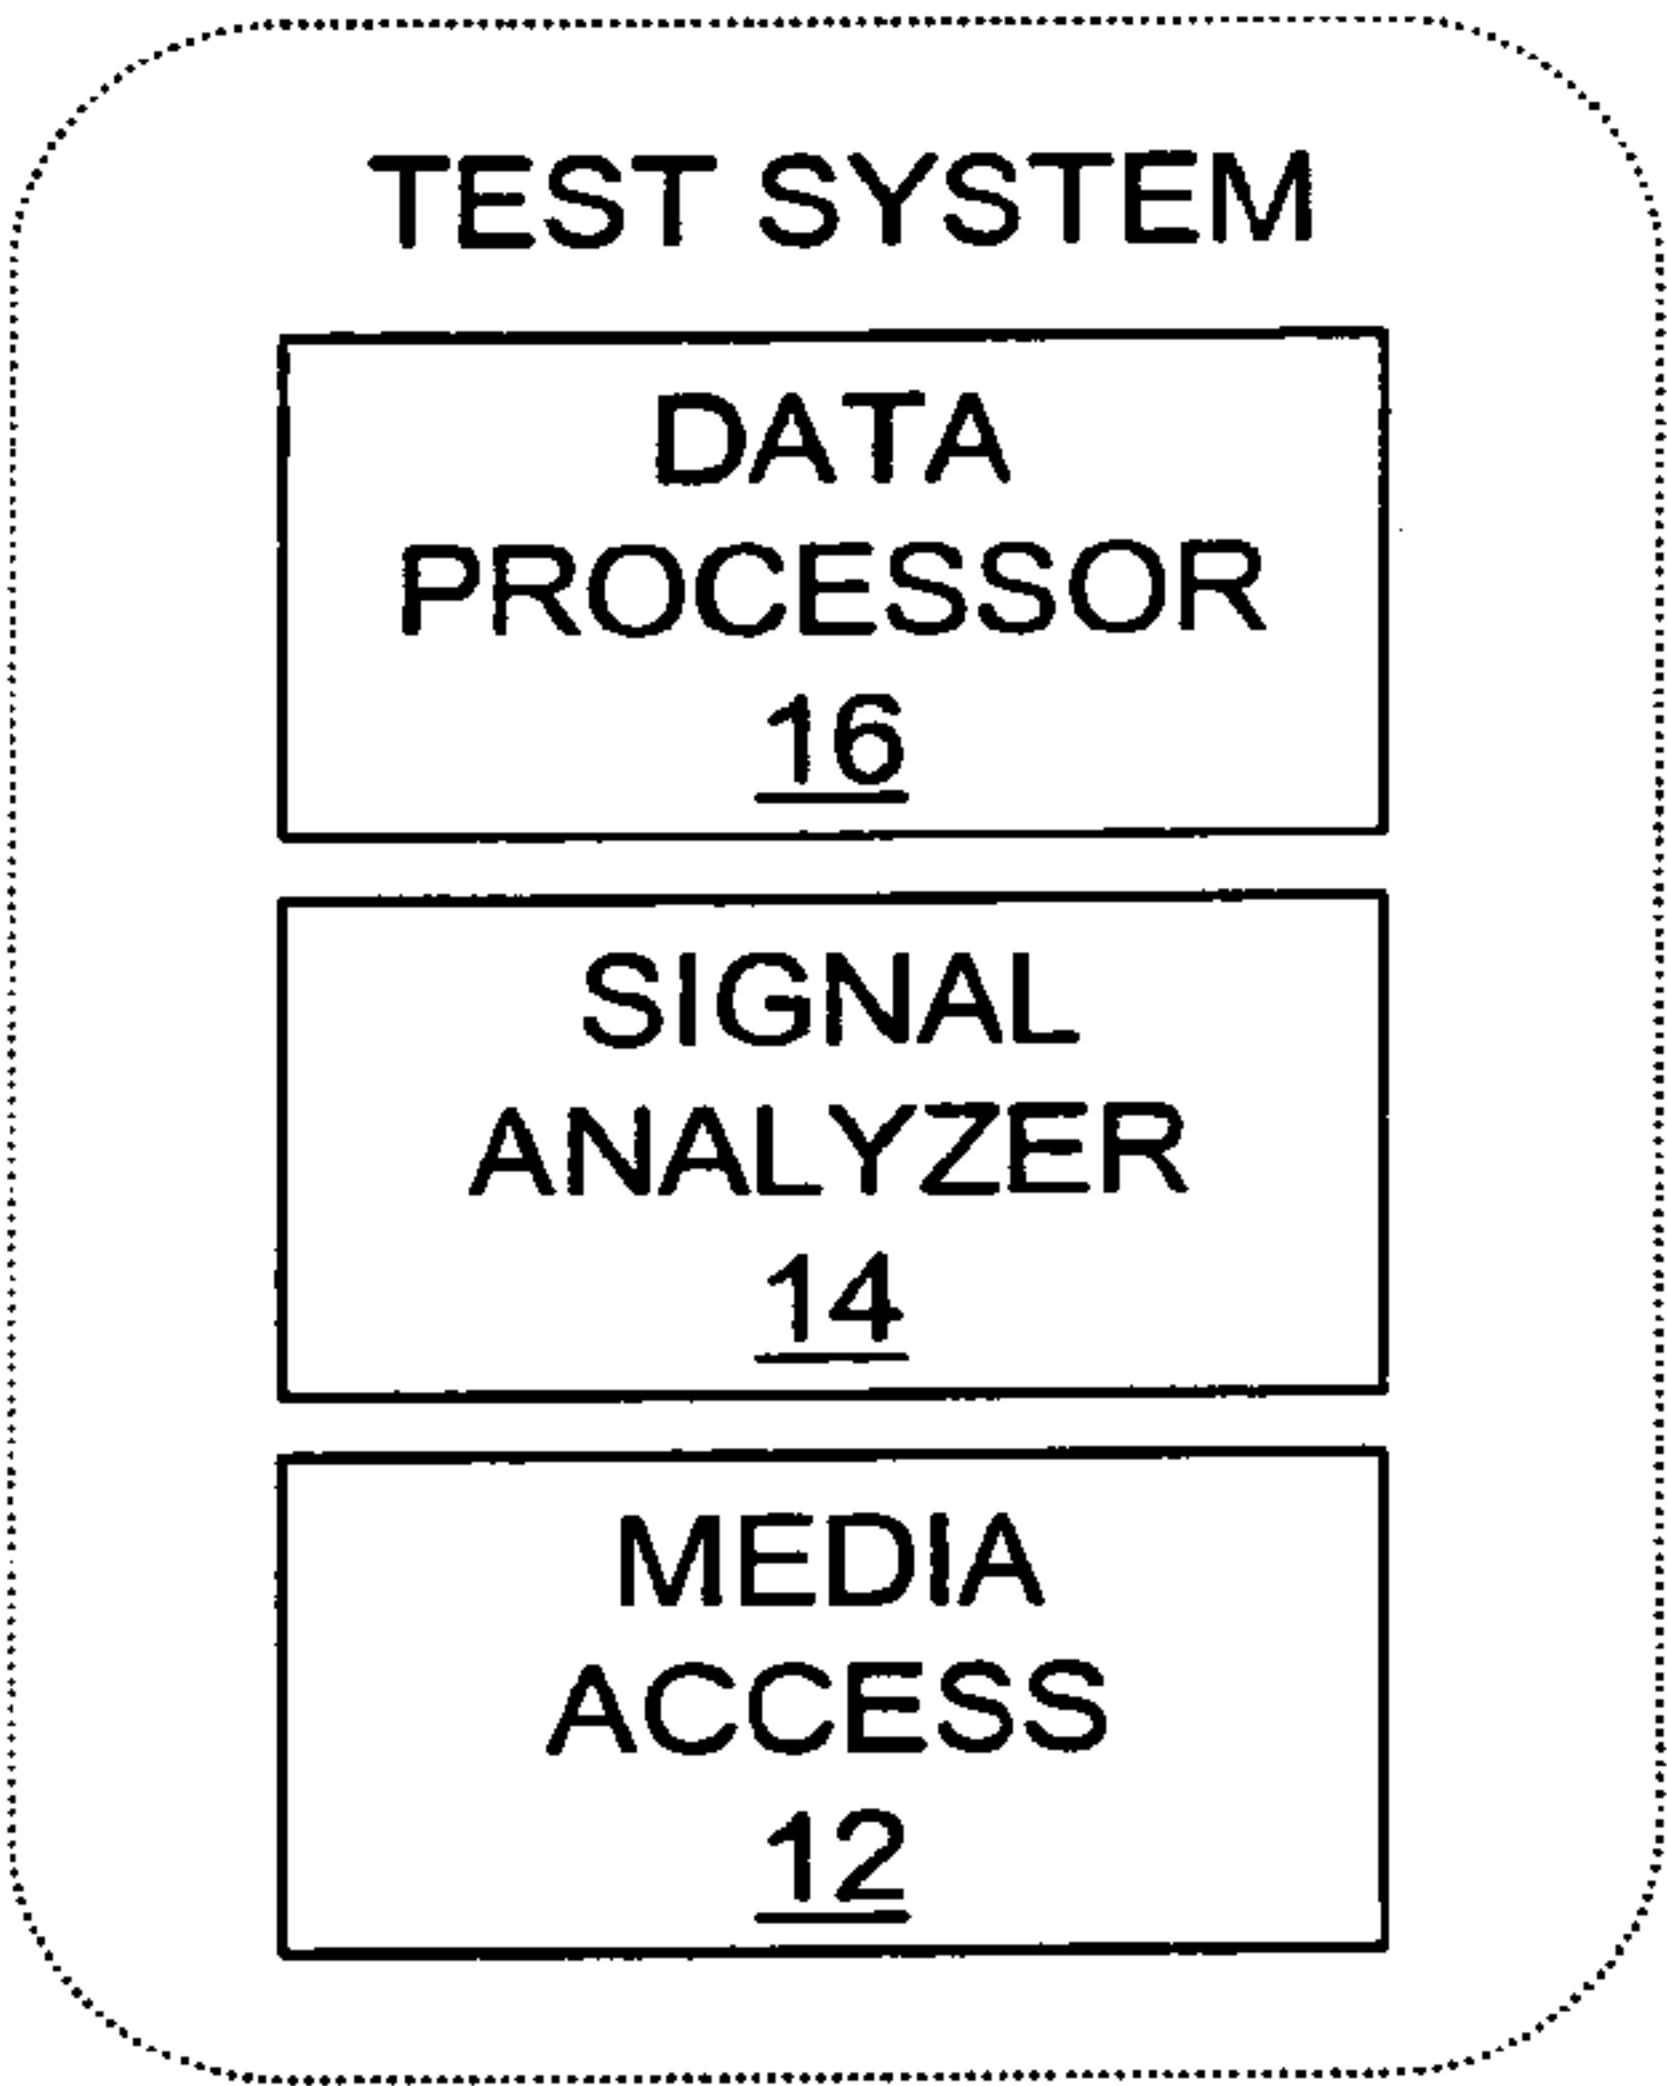 TEST SYSTEM
DATA
PROCESSOR
16
SIGNAL
ANALYZER
14
MEDIA
ACCESS
12